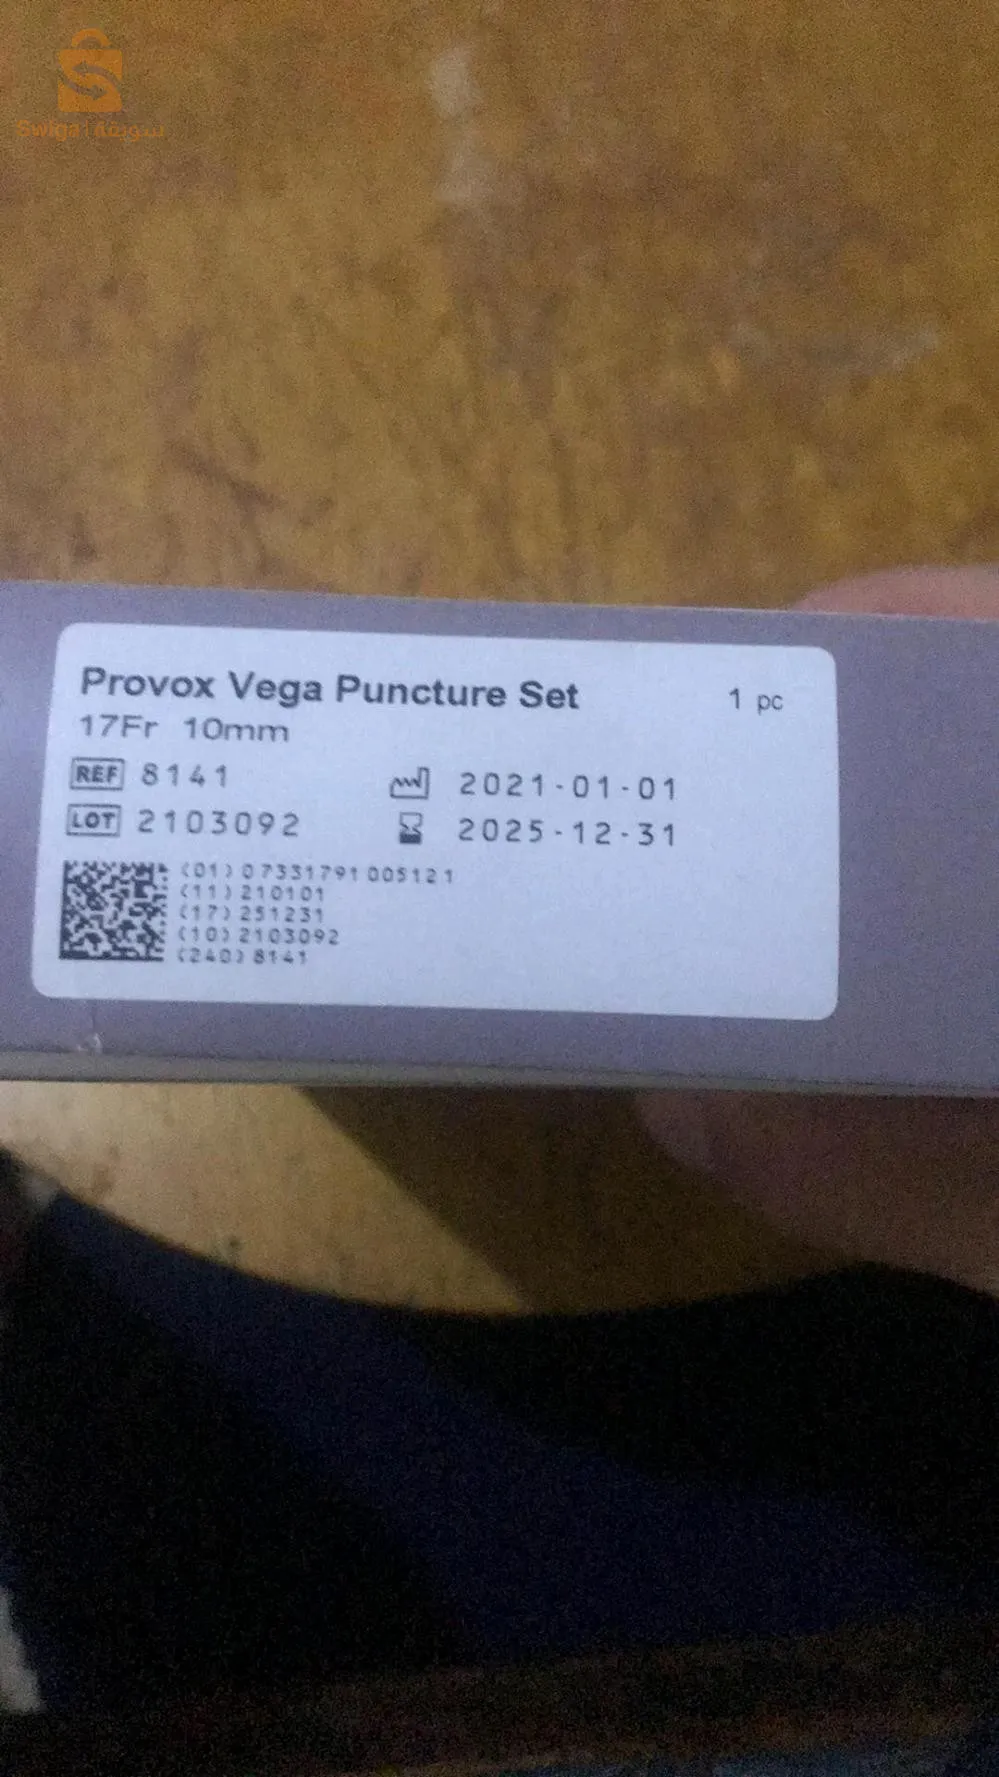 Swiqa | سويقة
Provox Vega Puncture Set
1 pc
17Fr 10mm
REF 8141
2021-01-01
LOT 2103092
2025-12-31
(01)07331791005121
(11)210101
(17)251231
(10)2103092
(240)8141